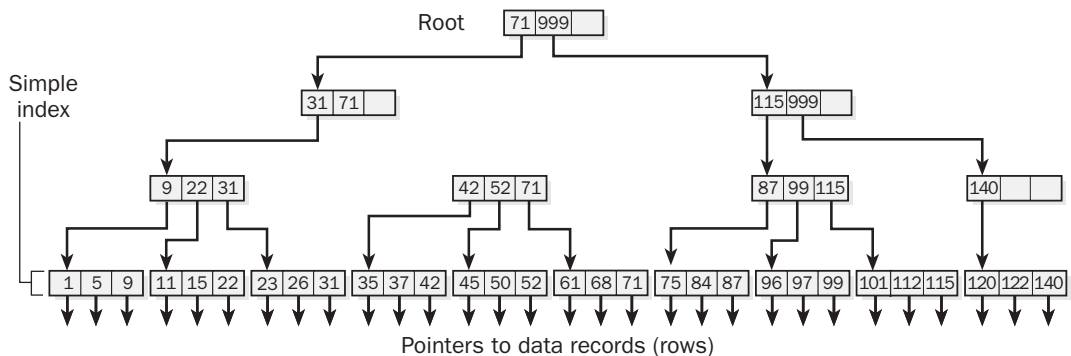 Root
71 999
Simple
index
31 71
115 999
9 22 31
42 52 71
87 99 115
140
1 5 9
11 15 22
23 26 31
35 37 42
45 50 52
61 68 71
75 84 87
96 97 99
101 112 115
120 122 140
Pointers to data records (rows)